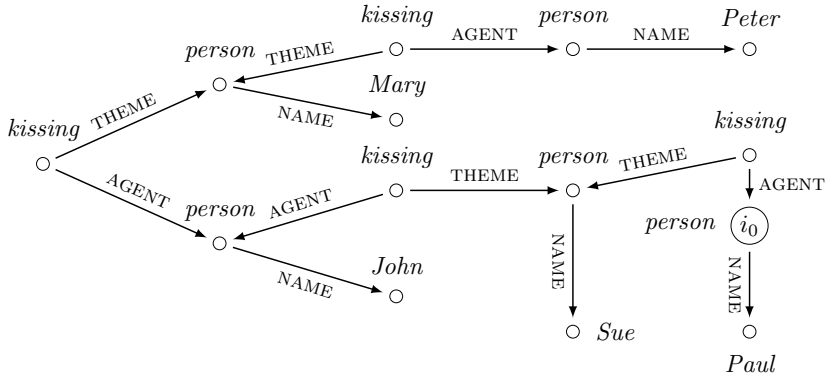 kissing person Peter
person THEME AGENT NAME
Mary
THEME NAME
kissing kissing
kissing person
THEME THEME
AGENT AGENT AGENT
person person i₀
NAME NAME NAME
John
Sue
Paul